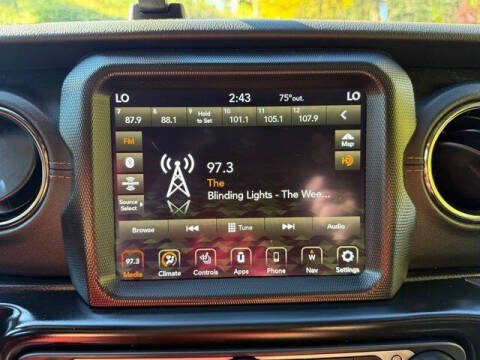 LO 2:43 75°out. LO
7 8 9 10 11 12
87.9 88.1 Hold to Set 101.1 105.1 107.9
FM
Map
97.3
The
Blinding Lights - The Wee...
Source Select
Browse Tune Audio
97.3 W
Media Climate Controls Apps Phone Nav Settings